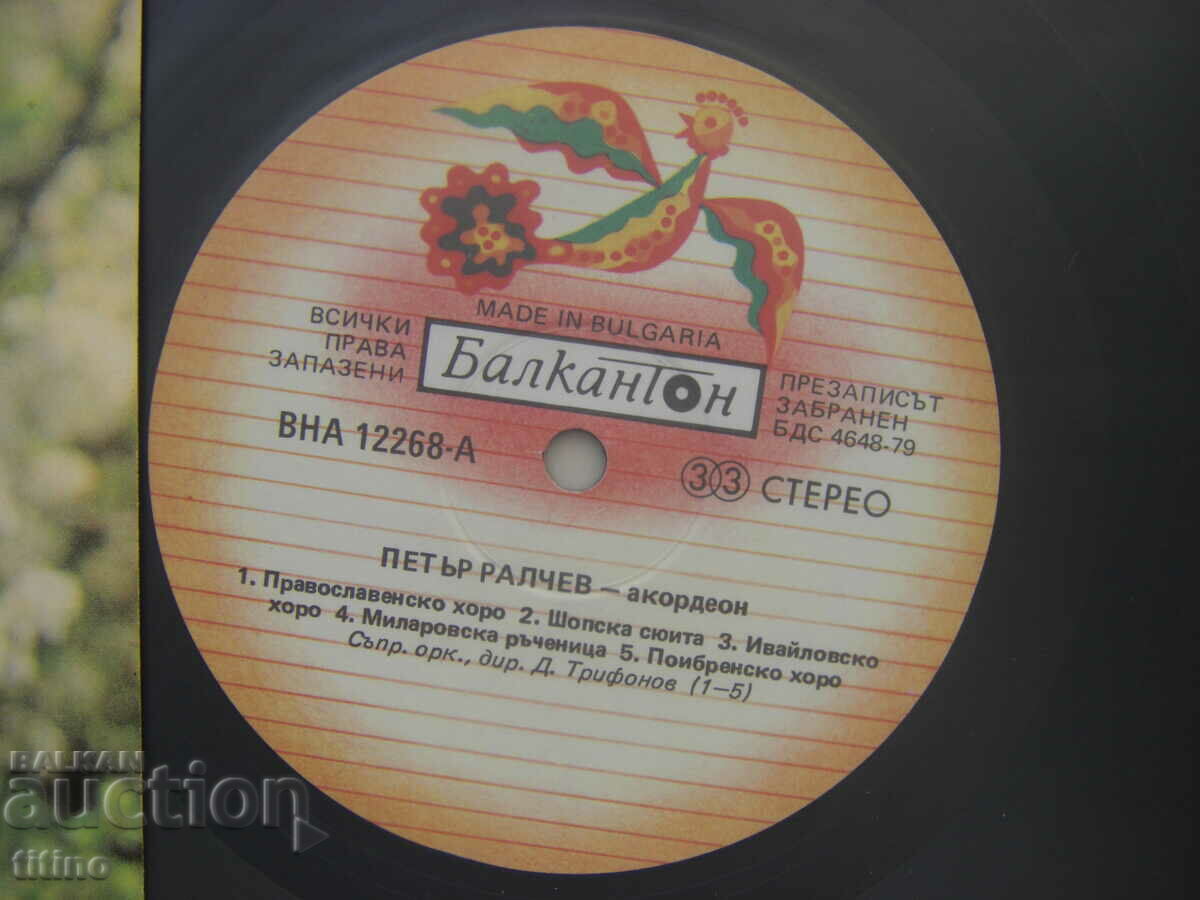 MADE IN BULGARIA
ВСИЧКИ
ПРАВА
ЗАПАЗЕНИ
БалканТон
ПРЕЗАПИСЪТ
ЗАБРАНЕН
БДС 4648-79
ВНА 12268-А
33 СТЕРЕО
ПЕТЪР РАЛЧЕВ — акордеон
1. Православенско хоро 2. Шопска сюита 3. Ивайловско
хоро 4. Миларовска ръченица 5. Поибренско хоро
Съпр. орк., дир. Д. Трифонов (1—5)
BALKAN
auction
titino